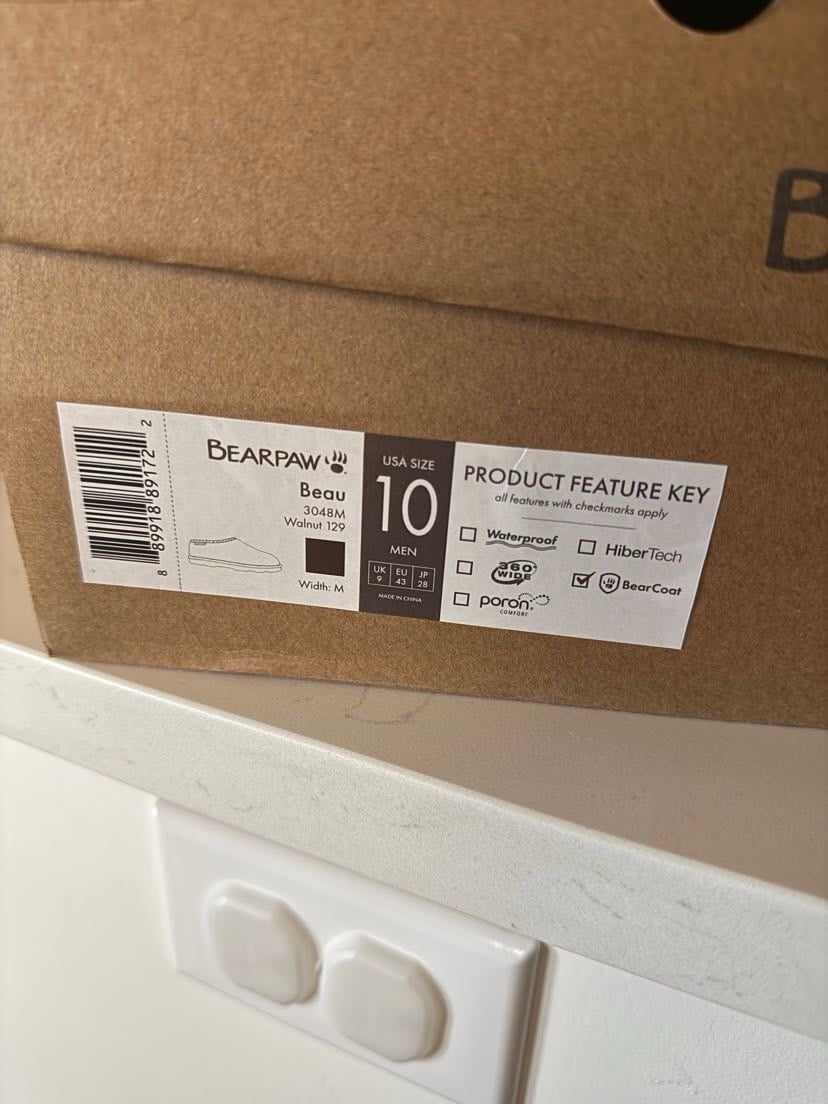 B
8 89918 89172 2
BEARPAW
Beau
3048M
Walnut 129
Width: M
USA SIZE
10
MEN
UK EU JP
9 43 28
MADE IN CHINA
PRODUCT FEATURE KEY
all features with checkmarks apply
Waterproof
360°
WIDE
poron®
COMFORT
HiberTech
BearCoat